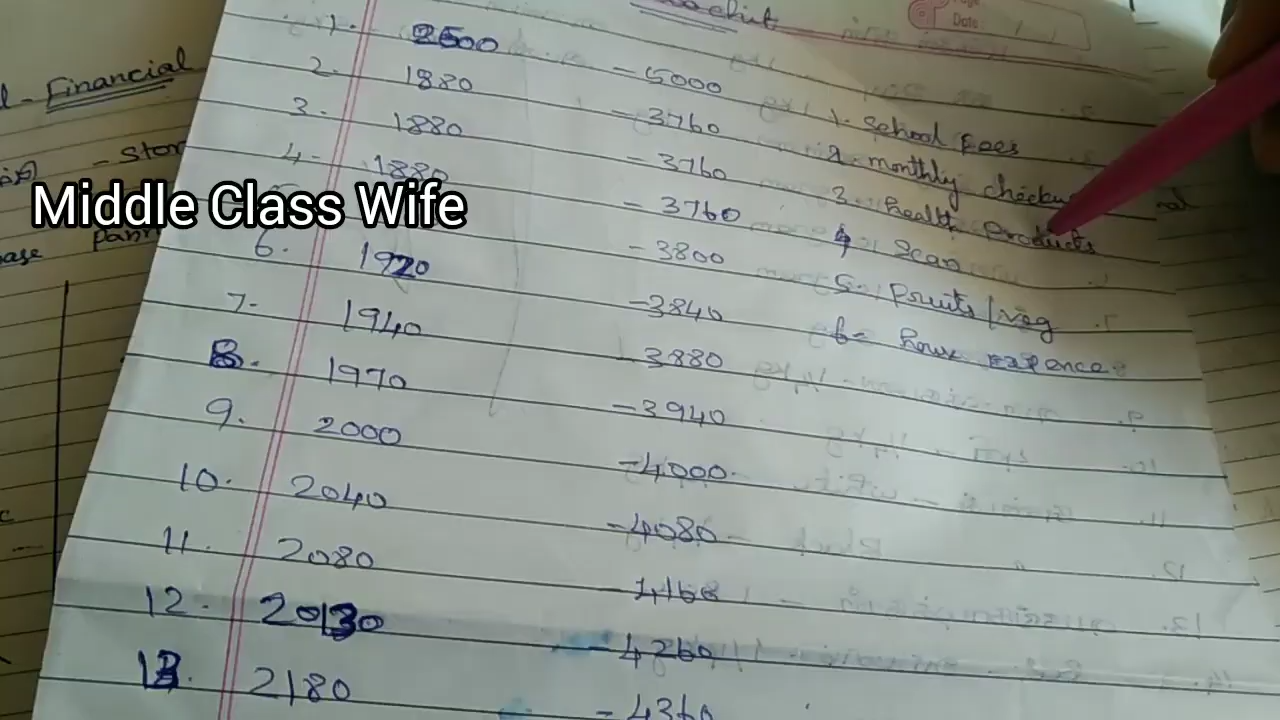 Date
1. 2500 - 5000
2. 1880 - 3760
3. 1880 - 3760
4. 1880 - 3760
- 3800
6. 1920 - 3840
7. 1940 3880
8. 1970 - 3940
9. 2000 - 4000
10. 2040 - 4080
11. 2080 - 4160
12. 2130 - 4260
13. 2180 - 4360
1. School Fees
2. monthly checkup
3. health Products
4 Scan
5. Fruits/veg
6- house expence
- Financial
- Stor
Middle Class Wife